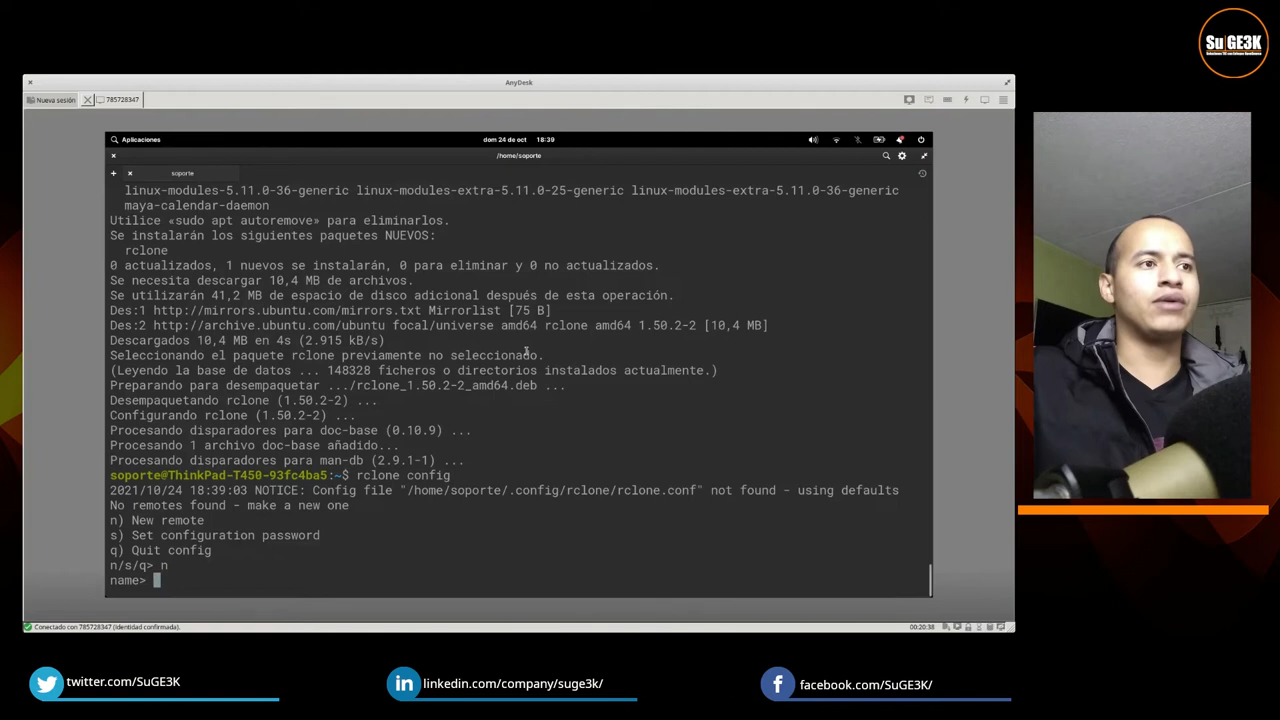 Su GE3K
AnyDesk
Nueva sesión
785728347
Aplicaciones
dom 24 de oct 18:39
/home/soporte
soporte
linux-modules-5.11.0-36-generic linux-modules-extra-5.11.0-25-generic linux-modules-extra-5.11.0-36-generic
maya-calendar-daemon
Utilice «sudo apt autoremove» para eliminarlos.
Se instalarán los siguientes paquetes NUEVOS:
rclone
0 actualizados, 1 nuevos se instalarán, 0 para eliminar y 0 no actualizados.
Se necesita descargar 10,4 MB de archivos.
Se utilizarán 41,2 MB de espacio de disco adicional después de esta operación.
Des:1 http://mirrors.ubuntu.com/mirrors.txt Mirrorlist [75 B]
Des:2 http://archive.ubuntu.com/ubuntu focal/universe amd64 rclone amd64 1.50.2-2 [10,4 MB]
Descargados 10,4 MB en 4s (2.915 kB/s)
Seleccionando el paquete rclone previamente no seleccionado.
(Leyendo la base de datos ... 148328 ficheros o directorios instalados actualmente.)
Preparando para desempaquetar .../rclone_1.50.2-2_amd64.deb ...
Desempaquetando rclone (1.50.2-2) ...
Configurando rclone (1.50.2-2) ...
Procesando disparadores para doc-base (0.10.9) ...
Procesando 1 archivo doc-base añadido...
Procesando disparadores para man-db (2.9.1-1) ...
soporte@ThinkPad-T450-93fc4ba5:~$ rclone config
2021/10/24 18:39:03 NOTICE: Config file "/home/soporte/.config/rclone/rclone.conf" not found - using defaults
No remotes found - make a new one
n) New remote
s) Set configuration password
q) Quit config
n/s/q> n
name>
Conectado con 785728347 (Identidad confirmada).
00:20:38
twitter.com/SuGE3K
linkedin.com/company/suge3k/
facebook.com/SuGE3K/